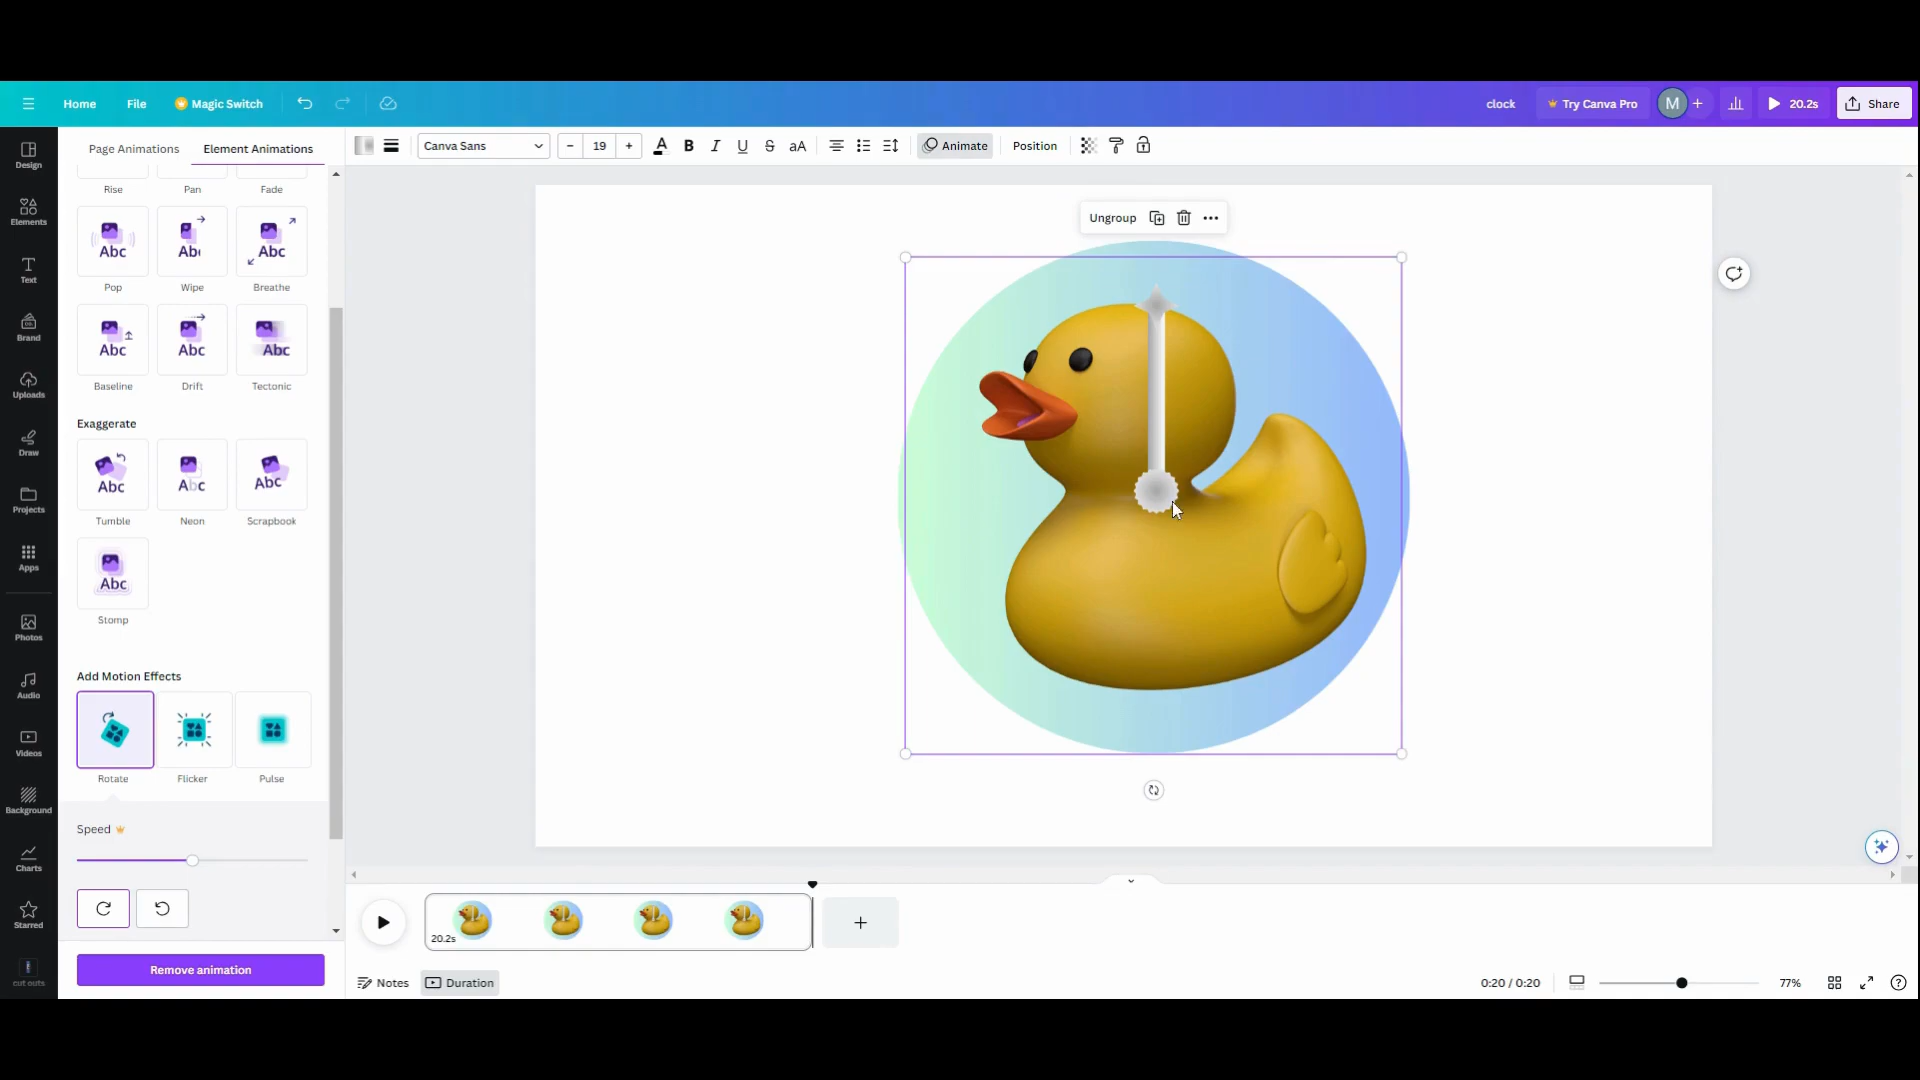 Home File Magic Switch clock Try Canva Pro M + 20.2s Share
Design
Elements
Text
Brand
Uploads
Draw
Projects
Apps
Photos
Audio
Videos
Background
Charts
Starred
cut outs
Page Animations Element Animations
Rise Pan Fade
Abc Abc Abc
Pop Wipe Breathe
Abc Abc Abc
Baseline Drift Tectonic
Exaggerate
Abc Abc Abc
Tumble Neon Scrapbook
Abc
Stomp
Add Motion Effects
Rotate Flicker Pulse
Speed
Remove animation
Canva Sans - 19 + A B I U S aA Animate Position
Ungroup
20.2s
+
Notes Duration 0:20 / 0:20 77% ?